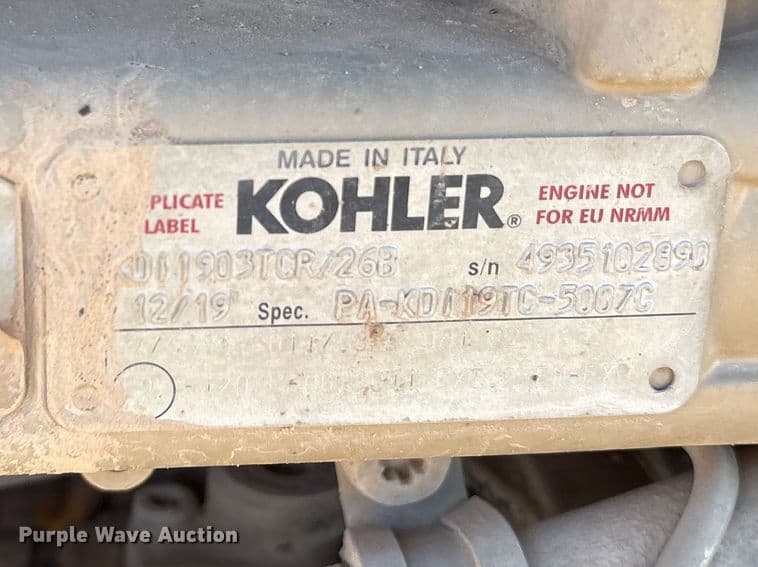 MADE IN ITALY
PLICATE LABEL
KOHLER®
ENGINE NOT FOR EU NRMM
KDI1903TCR/26B s/n 4935102890
12/19 Spec. PA-KDI19TC-5007C
Purple Wave Auction